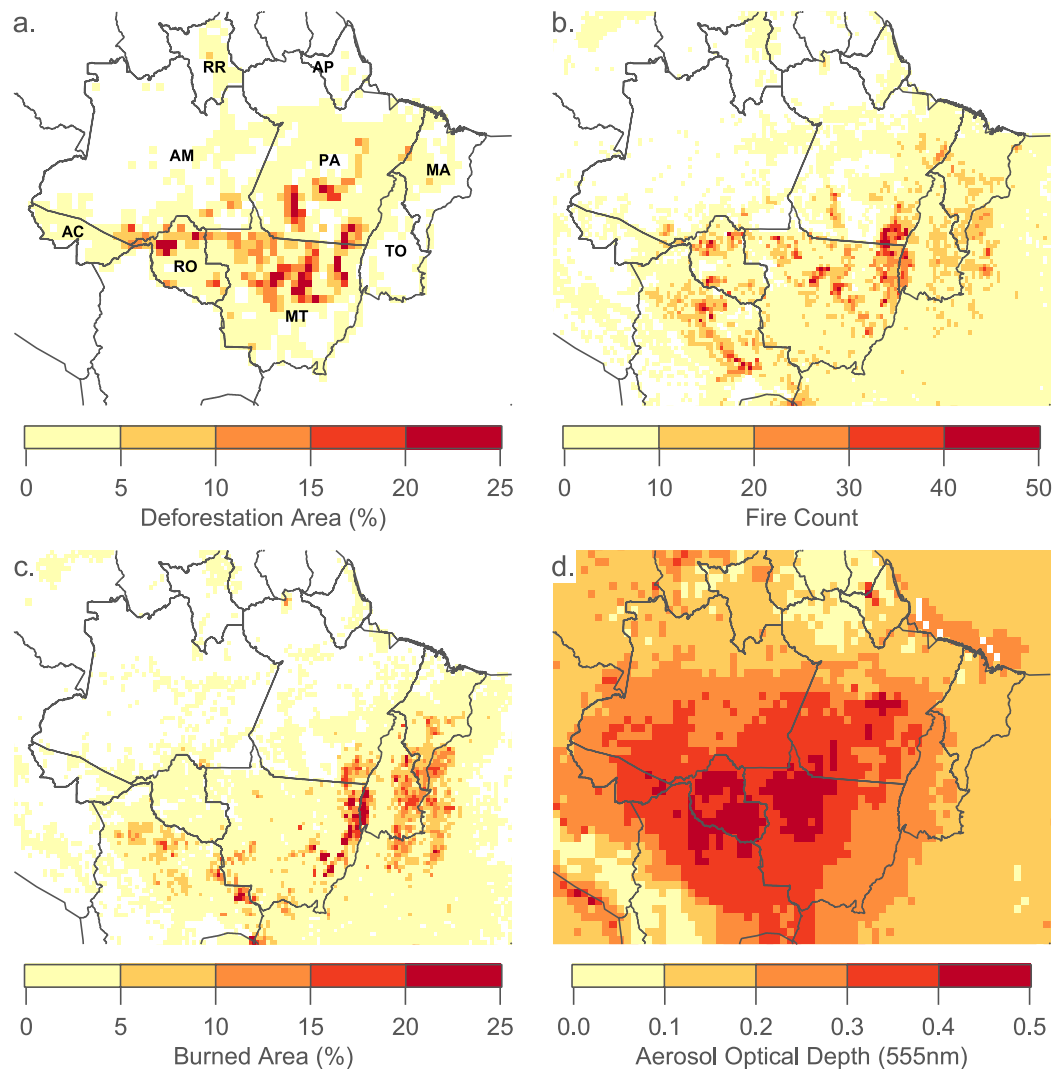 a.
RR
AP
AM
PA
MA
AC
RO
TO
MT
0 5 10 15 20 25
Deforestation Area (%)
b.
0 10 20 30 40 50
Fire Count
c.
0 5 10 15 20 25
Burned Area (%)
d.
0.0 0.1 0.2 0.3 0.4 0.5
Aerosol Optical Depth (555nm)